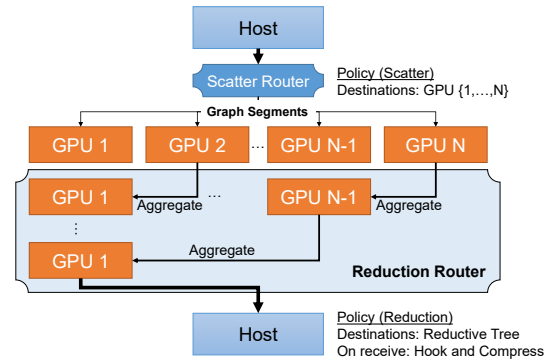 Host
Scatter Router
Policy (Scatter)
Destinations: GPU {1,…,N}
Graph Segments
GPU 1
GPU 2
…
GPU N-1
GPU N
GPU 1
Aggregate
…
GPU N-1
Aggregate
⋮
GPU 1
Aggregate
Reduction Router
Host
Policy (Reduction)
Destinations: Reductive Tree
On receive: Hook and Compress